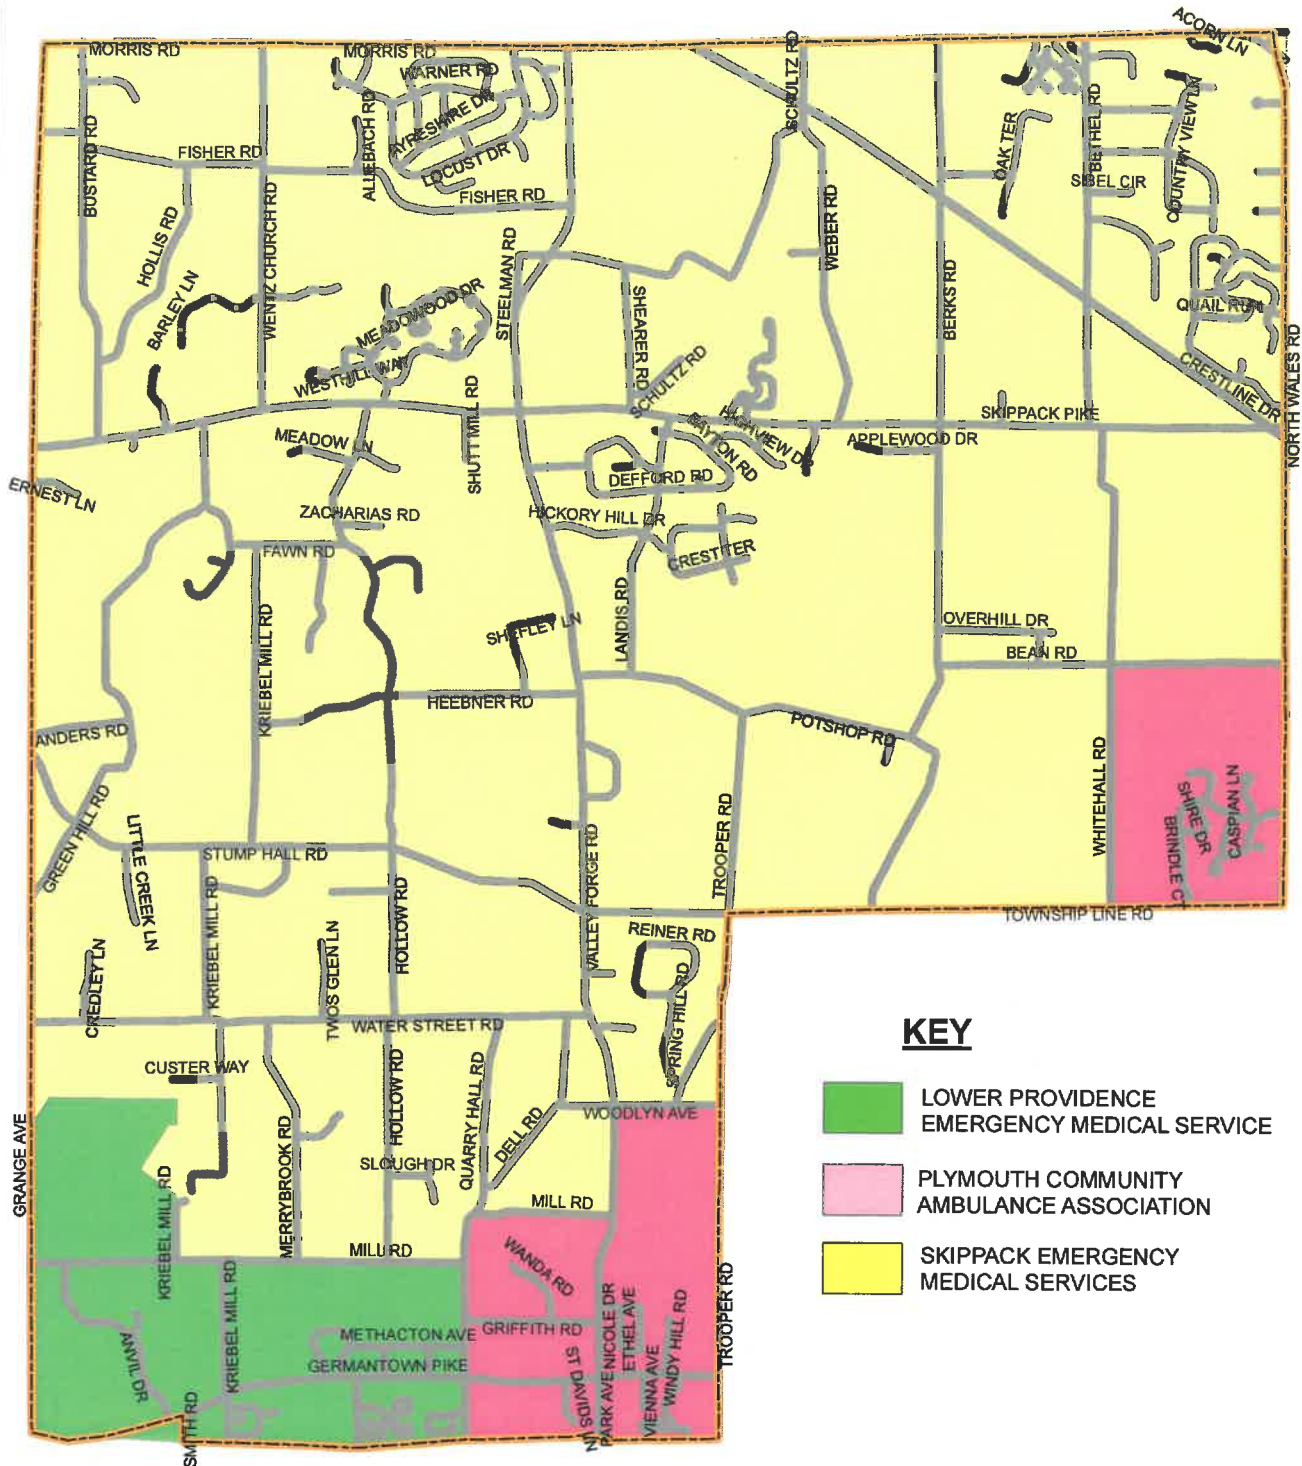 ACORN LN
MORRIS RD
MORRIS RD
WARNER RD
SCHULTZ RD
AYRESHIRE DR
ALLEBACH RD
BUSTARD RD
FISHER RD
LOCUST DR
FISHER RD
OAK TER
BETHEL RD
COUNTRY VIEW LN
SIBEL CIR
HOLLIS RD
WENTZ CHURCH RD
STEELMAN RD
WEBER RD
BARLEY LN
MEADOWOOD DR
SHEARER RD
BERKS RD
QUAIL RUN
WESTHILL WAY
SCHULTZ RD
CRESTLINE DR
NORTH WALES RD
SHUTT MILL RD
SKIPPACK PIKE
HIGHVIEW DR
BAYTON RD
APPLEWOOD DR
MEADOW LN
DEFFORD RD
ERNEST LN
ZACHARIAS RD
HICKORY HILL DR
FAWN RD
CREST TER
LANDIS RD
KRIEBEL MILL RD
SHEFLEY LN
OVERHILL DR
BEAN RD
HEEBNER RD
ANDERS RD
POTSHOP RD
WHITEHALL RD
SHIRE DR
CASPIAN LN
BRINDLE CT
GREEN HILL RD
LITTLE CREEK LN
STUMP HALL RD
TROOPER RD
VALLEY FORGE RD
KRIEBEL MILL RD
HOLLOW RD
TOWNSHIP LINE RD
REINER RD
CREDLEY LN
TWOS GLEN LN
SPRING HILL RD
WATER STREET RD
KEY
CUSTER WAY
HOLLOW RD
QUARRY HALL RD
LOWER PROVIDENCE
EMERGENCY MEDICAL SERVICE
WOODLYN AVE
GRANGE AVE
MERRYBROOK RD
DELL RD
SLOUGH DR
PLYMOUTH COMMUNITY
AMBULANCE ASSOCIATION
KRIEBEL MILL RD
MILL RD
MILL RD
SKIPPACK EMERGENCY
MEDICAL SERVICES
WANDA RD
TROOPER RD
KRIEBEL MILL RD
NICOLE DR
ETHEL AVE
WINDY HILL RD
METHACTON AVE
GRIFFITH RD
ANVIL DR
GERMANTOWN PIKE
ST DAVIDS LN
PARK AVE
VIENNA AVE
SMITH RD